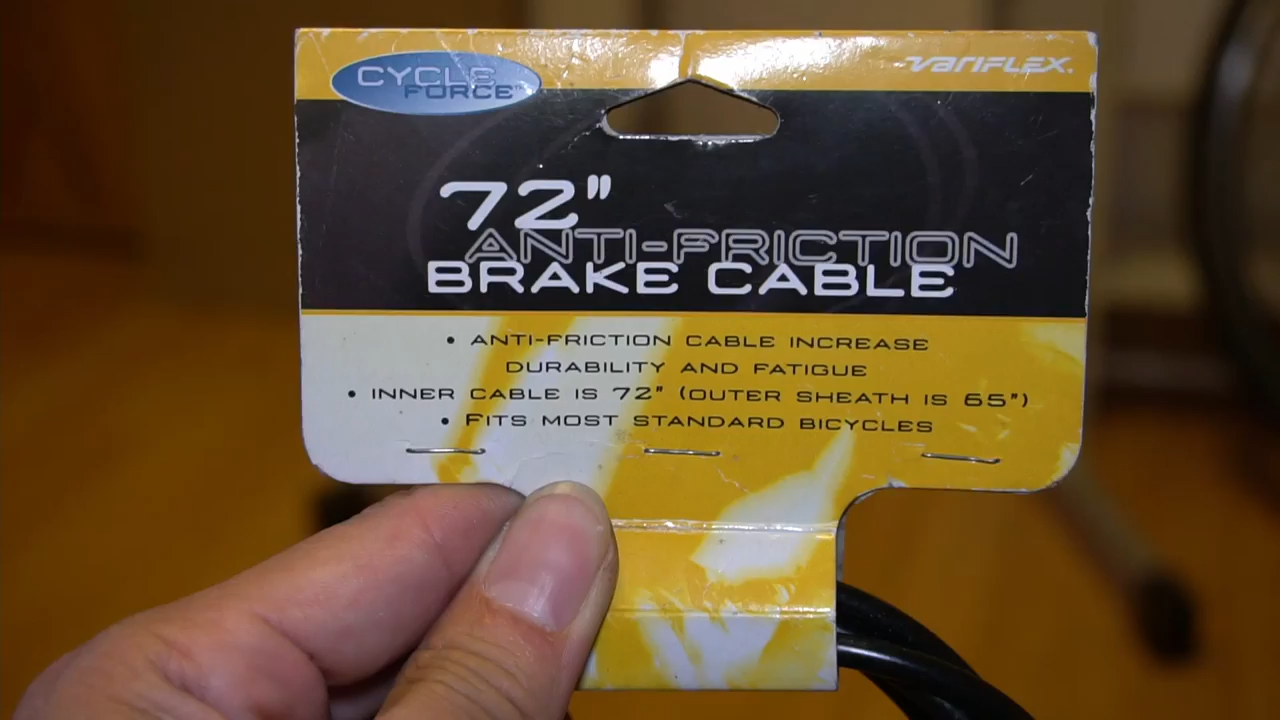 CYCLE
FORCE™
VARIFLEX.
72"
ANTI-FRICTION
BRAKE CABLE
• ANTI-FRICTION CABLE INCREASE
DURABILITY AND FATIGUE
• INNER CABLE IS 72" (OUTER SHEATH IS 65")
• FITS MOST STANDARD BICYCLES